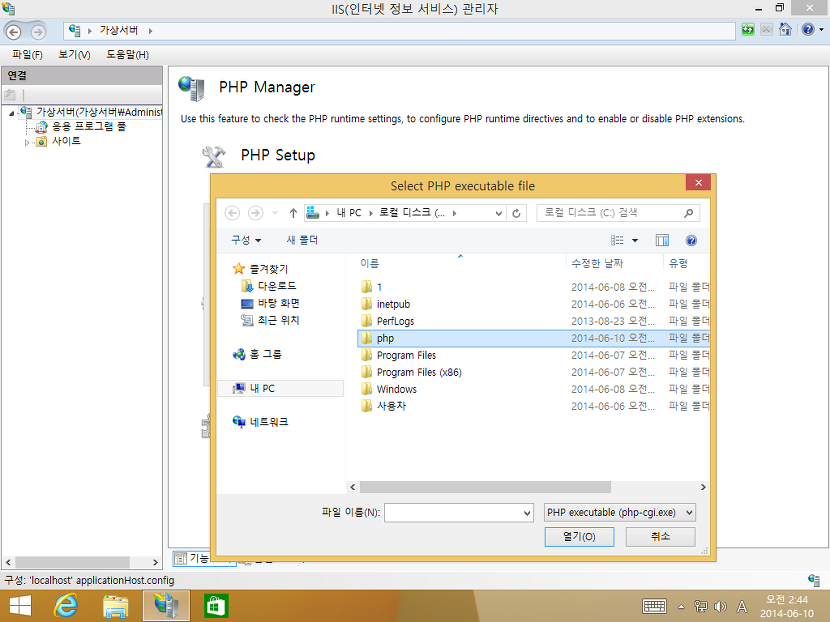 IIS(인터넷 정보 서비스) 관리자
가상서버
파일(F) 보기(V) 도움말(H)
연결
가상서버(가상서버\Administ
응용 프로그램 풀
사이트
PHP Manager
Use this feature to check the PHP runtime settings, to configure PHP runtime directives and to enable or disable PHP extensions.
PHP Setup
Select PHP executable file
내 PC 로컬 디스크 (... 로컬 디스크 (C:) 검색
구성 새 폴더
즐겨찾기
다운로드
바탕 화면
최근 위치
홈 그룹
내 PC
네트워크
이름 수정한 날짜 유형
1 2014-06-08 오전... 파일 폴더
inetpub 2014-06-06 오전... 파일 폴더
PerfLogs 2013-08-23 오전... 파일 폴더
php 2014-06-10 오전... 파일 폴더
Program Files 2014-06-07 오전... 파일 폴더
Program Files (x86) 2014-06-07 오전... 파일 폴더
Windows 2014-06-08 오전... 파일 폴더
사용자 2014-06-06 오전... 파일 폴더
파일 이름(N): PHP executable (php-cgi.exe)
열기(O) 취소
기능
구성: 'localhost' applicationHost.config
A 오전 2:44
2014-06-10